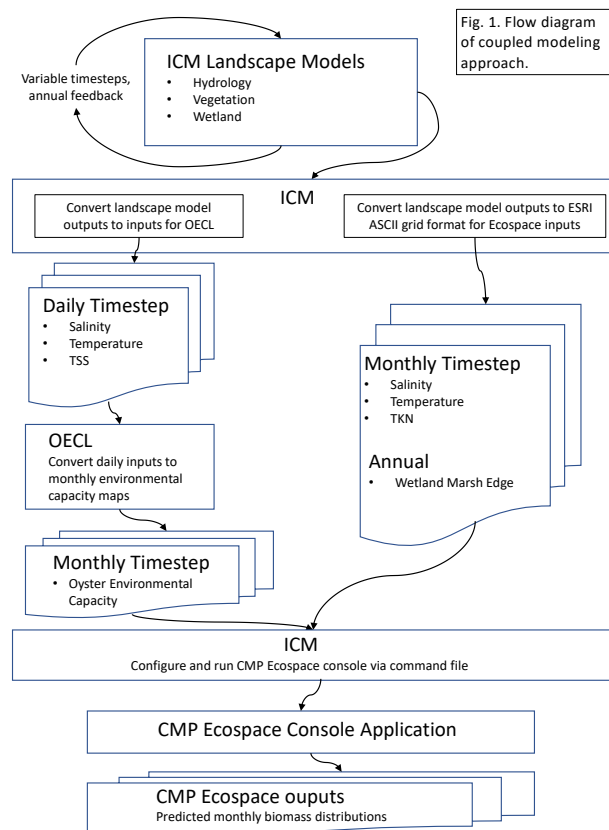 Fig. 1. Flow diagram
of coupled modeling
approach.
ICM Landscape Models
• Hydrology
• Vegetation
• Wetland
Variable timesteps,
annual feedback
ICM
Convert landscape model
outputs to inputs for OECL
Convert landscape model outputs to ESRI
ASCII grid format for Ecospace inputs
Daily Timestep
• Salinity
• Temperature
• TSS
Monthly Timestep
• Salinity
• Temperature
• TKN
Annual
• Wetland Marsh Edge
OECL
Convert daily inputs to
monthly environmental
capacity maps
Monthly Timestep
• Oyster Environmental
Capacity
ICM
Configure and run CMP Ecospace console via command file
CMP Ecospace Console Application
CMP Ecospace ouputs
Predicted monthly biomass distributions